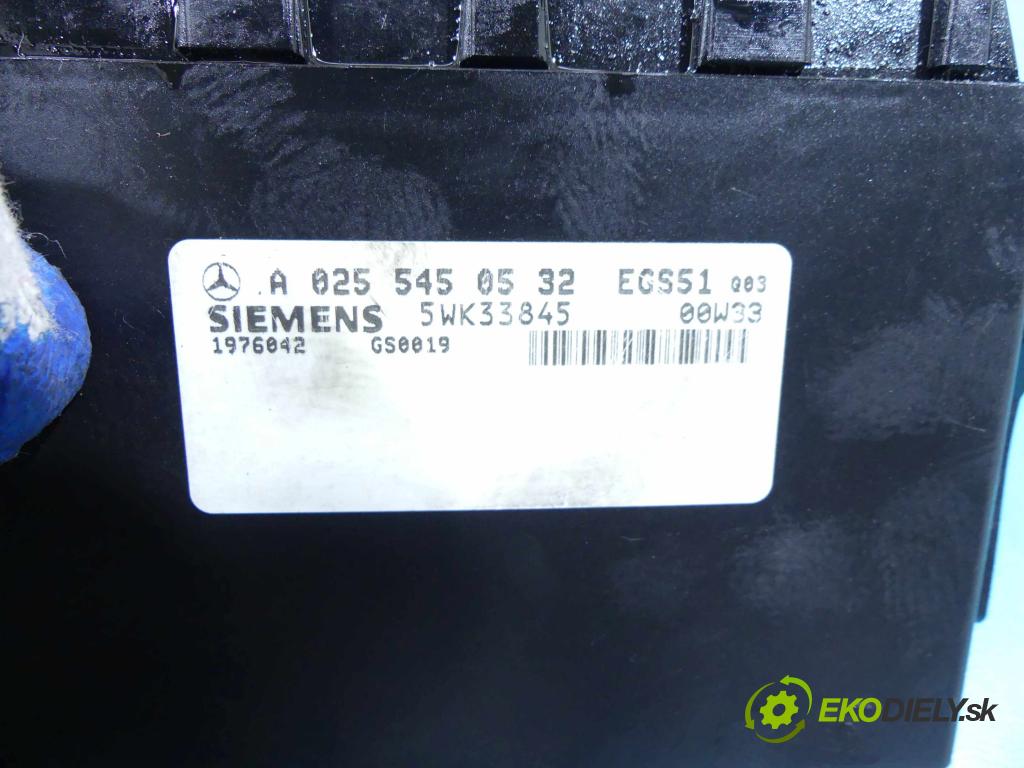 A 025 545 05 32 EGS51 Q03
SIEMENS 5WK33845 00W33
1976042 GS0019
EKODIELY.sk